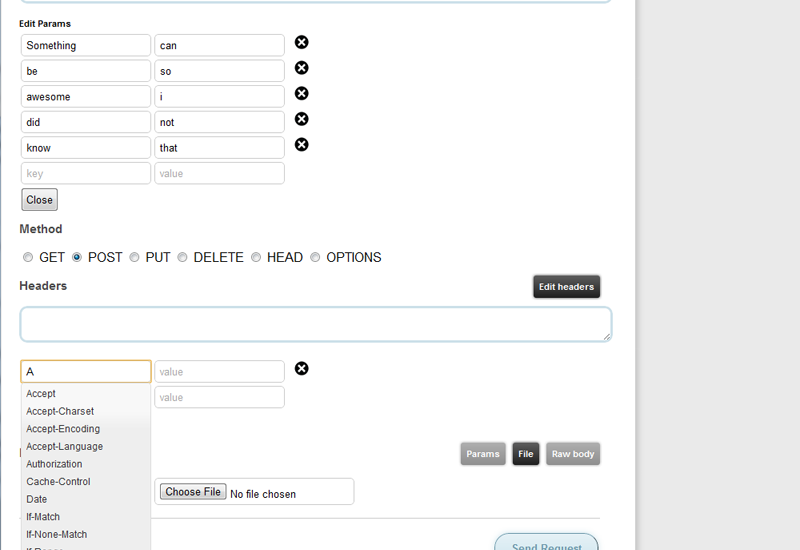 Edit Params
Something can
be so
awesome i
did not
know that
key value
Close
Method
GET POST PUT DELETE HEAD OPTIONS
Headers Edit headers
A value
value
Accept
Accept-Charset
Accept-Encoding
Accept-Language
Authorization
Cache-Control
Date
If-Match
If-None-Match
Params File Raw body
Choose File No file chosen
Send Request